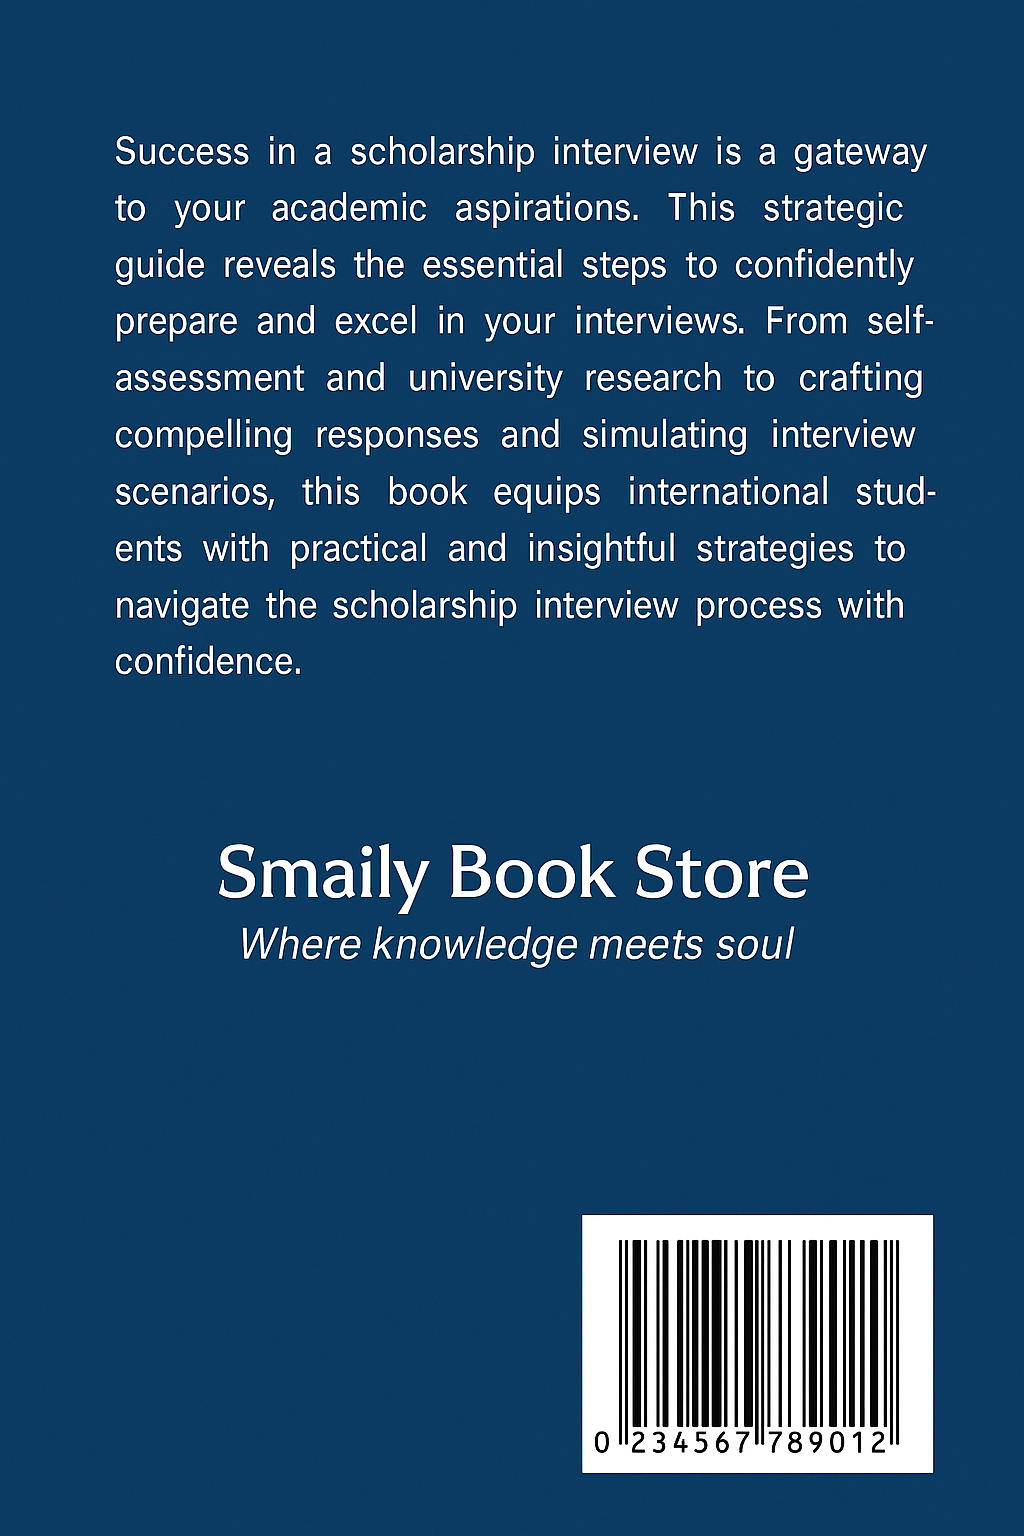 Success in a scholarship interview is a gateway
to your academic aspirations. This strategic
guide reveals the essential steps to confidently
prepare and excel in your interviews. From self-
assessment and university research to crafting
compelling responses and simulating interview
scenarios, this book equips international stud-
ents with practical and insightful strategies to
navigate the scholarship interview process with
confidence.
Smaily Book Store
Where knowledge meets soul
0 234567 789012